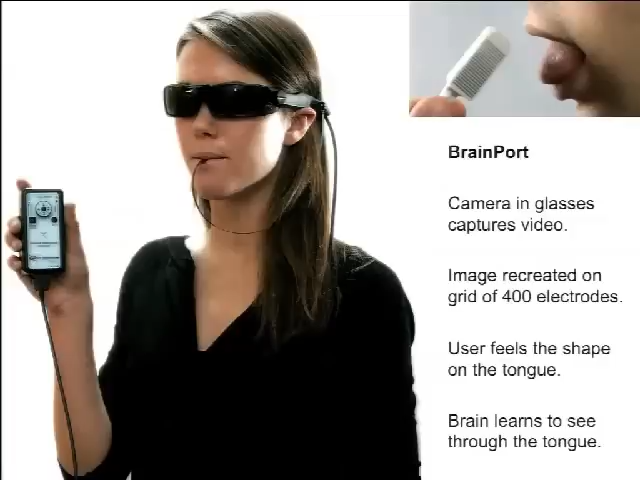 BrainPort
Camera in glasses
captures video.
Image recreated on
grid of 400 electrodes.
User feels the shape
on the tongue.
Brain learns to see
through the tongue.